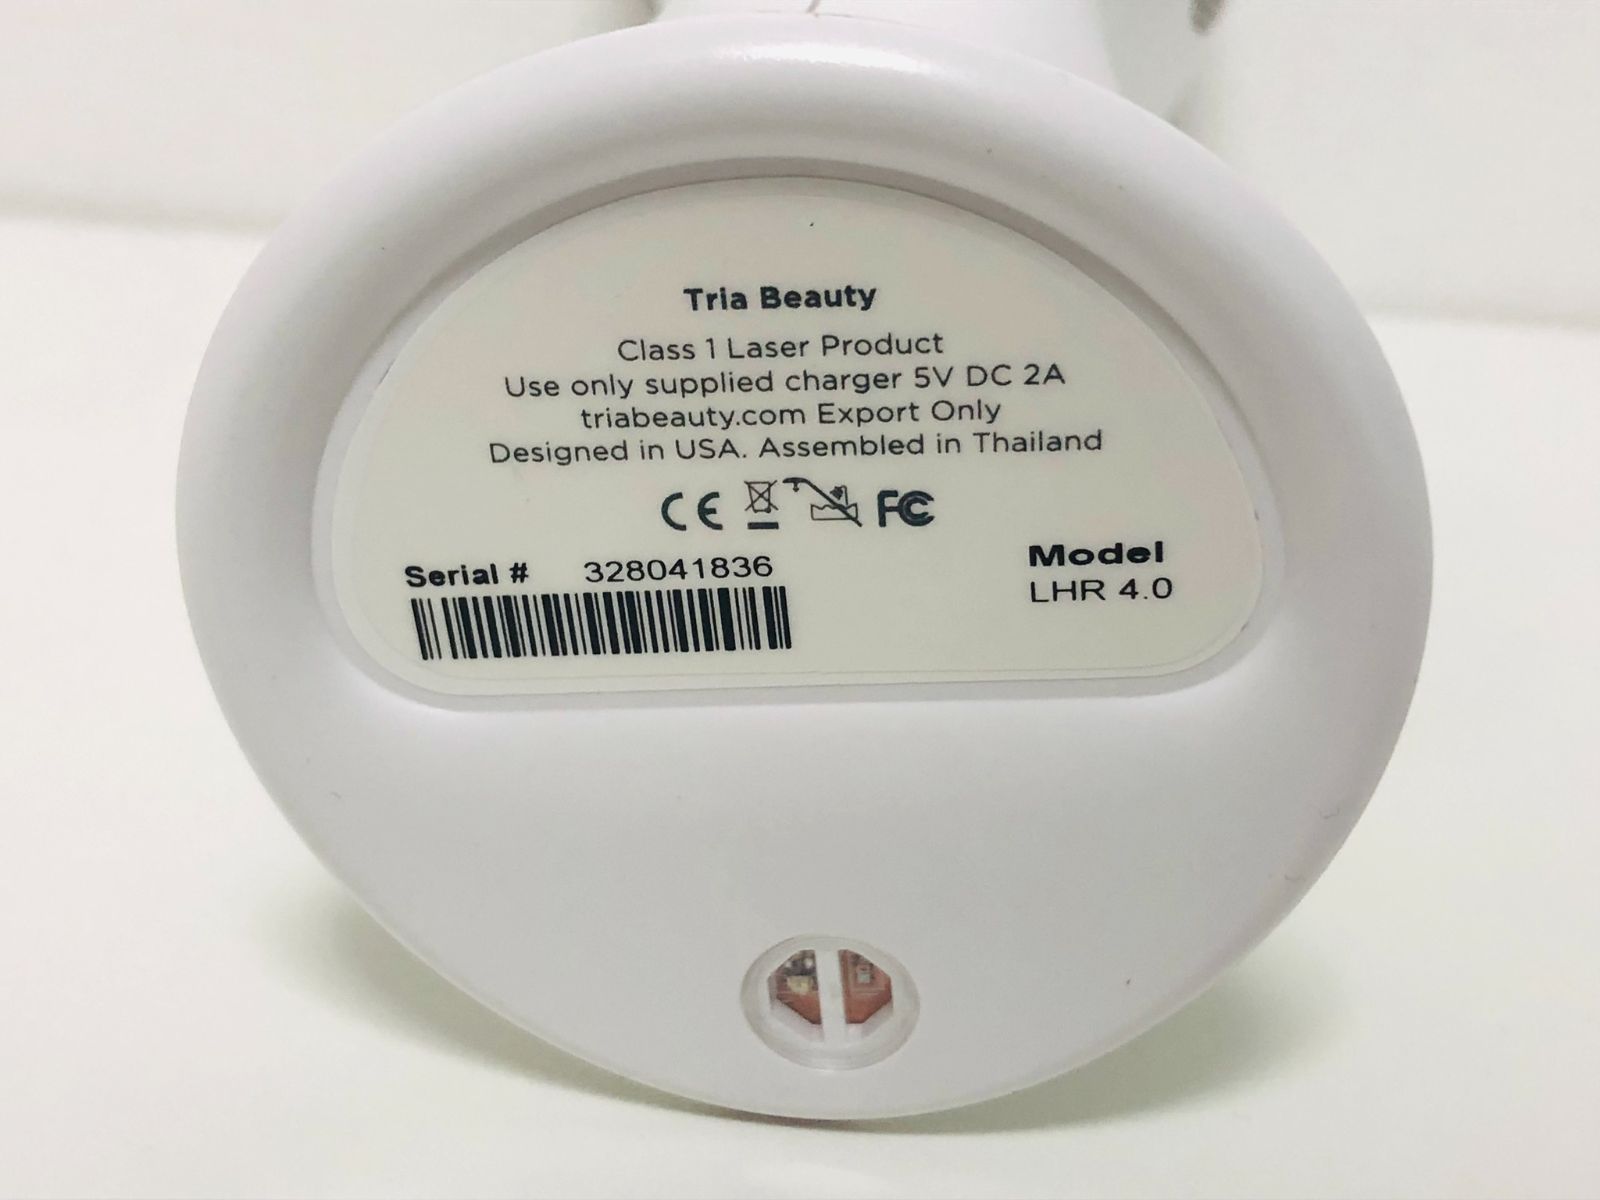 Tria Beauty
Class 1 Laser Product
Use only supplied charger 5V DC 2A
triabeauty.com Export Only
Designed in USA. Assembled in Thailand
CE FC
Serial # 328041836
Model
LHR 4.0